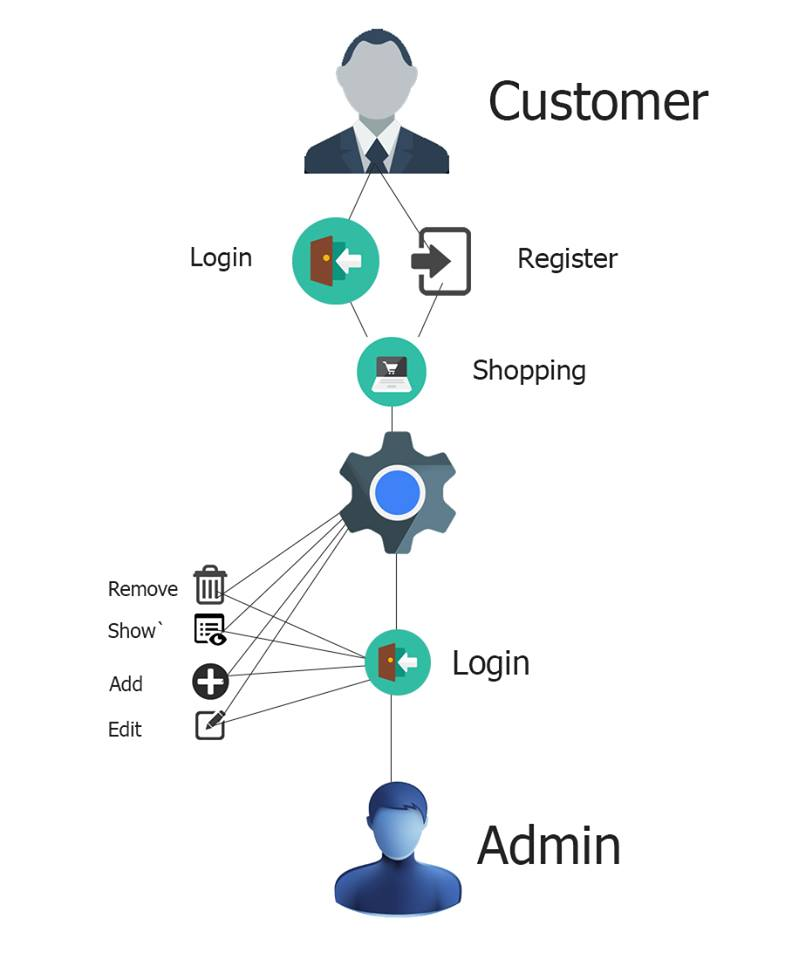 Customer
Login
Register
Shopping
Remove
Show`
Login
Add
Edit
Admin